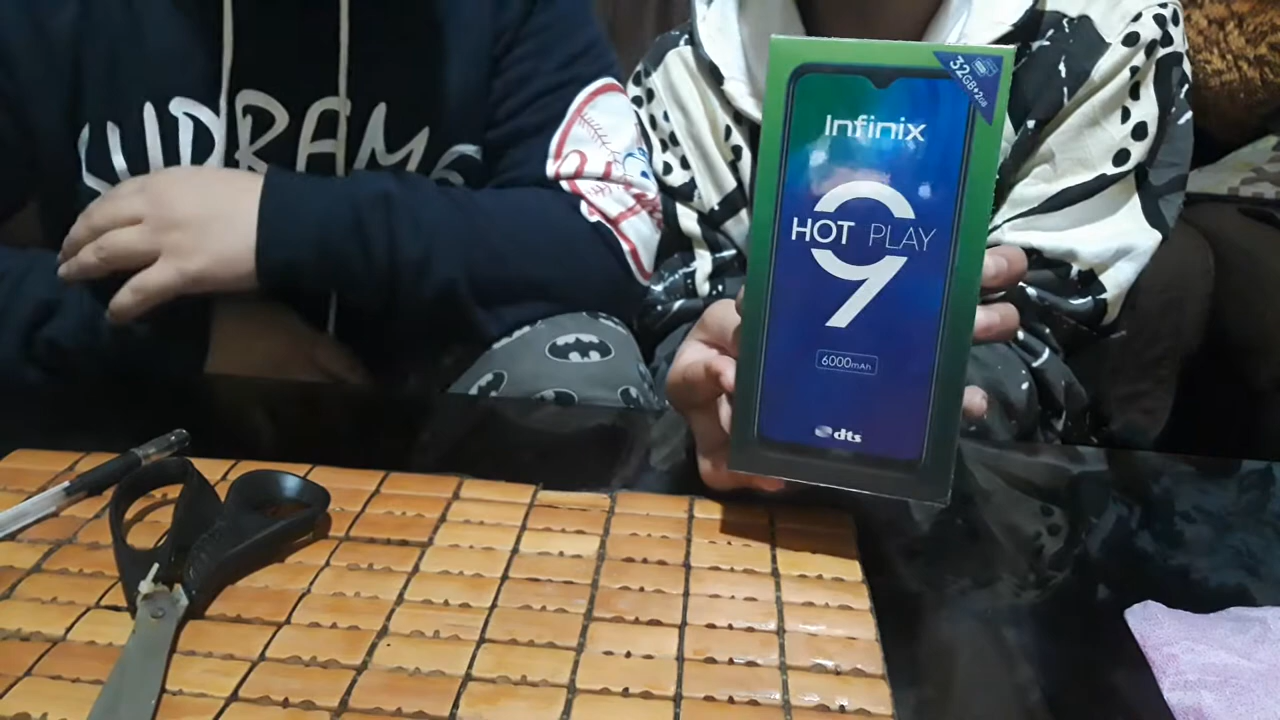 SUPREME
32GB+2GB
Infinix
9
HOT PLAY
6000mAh
dts